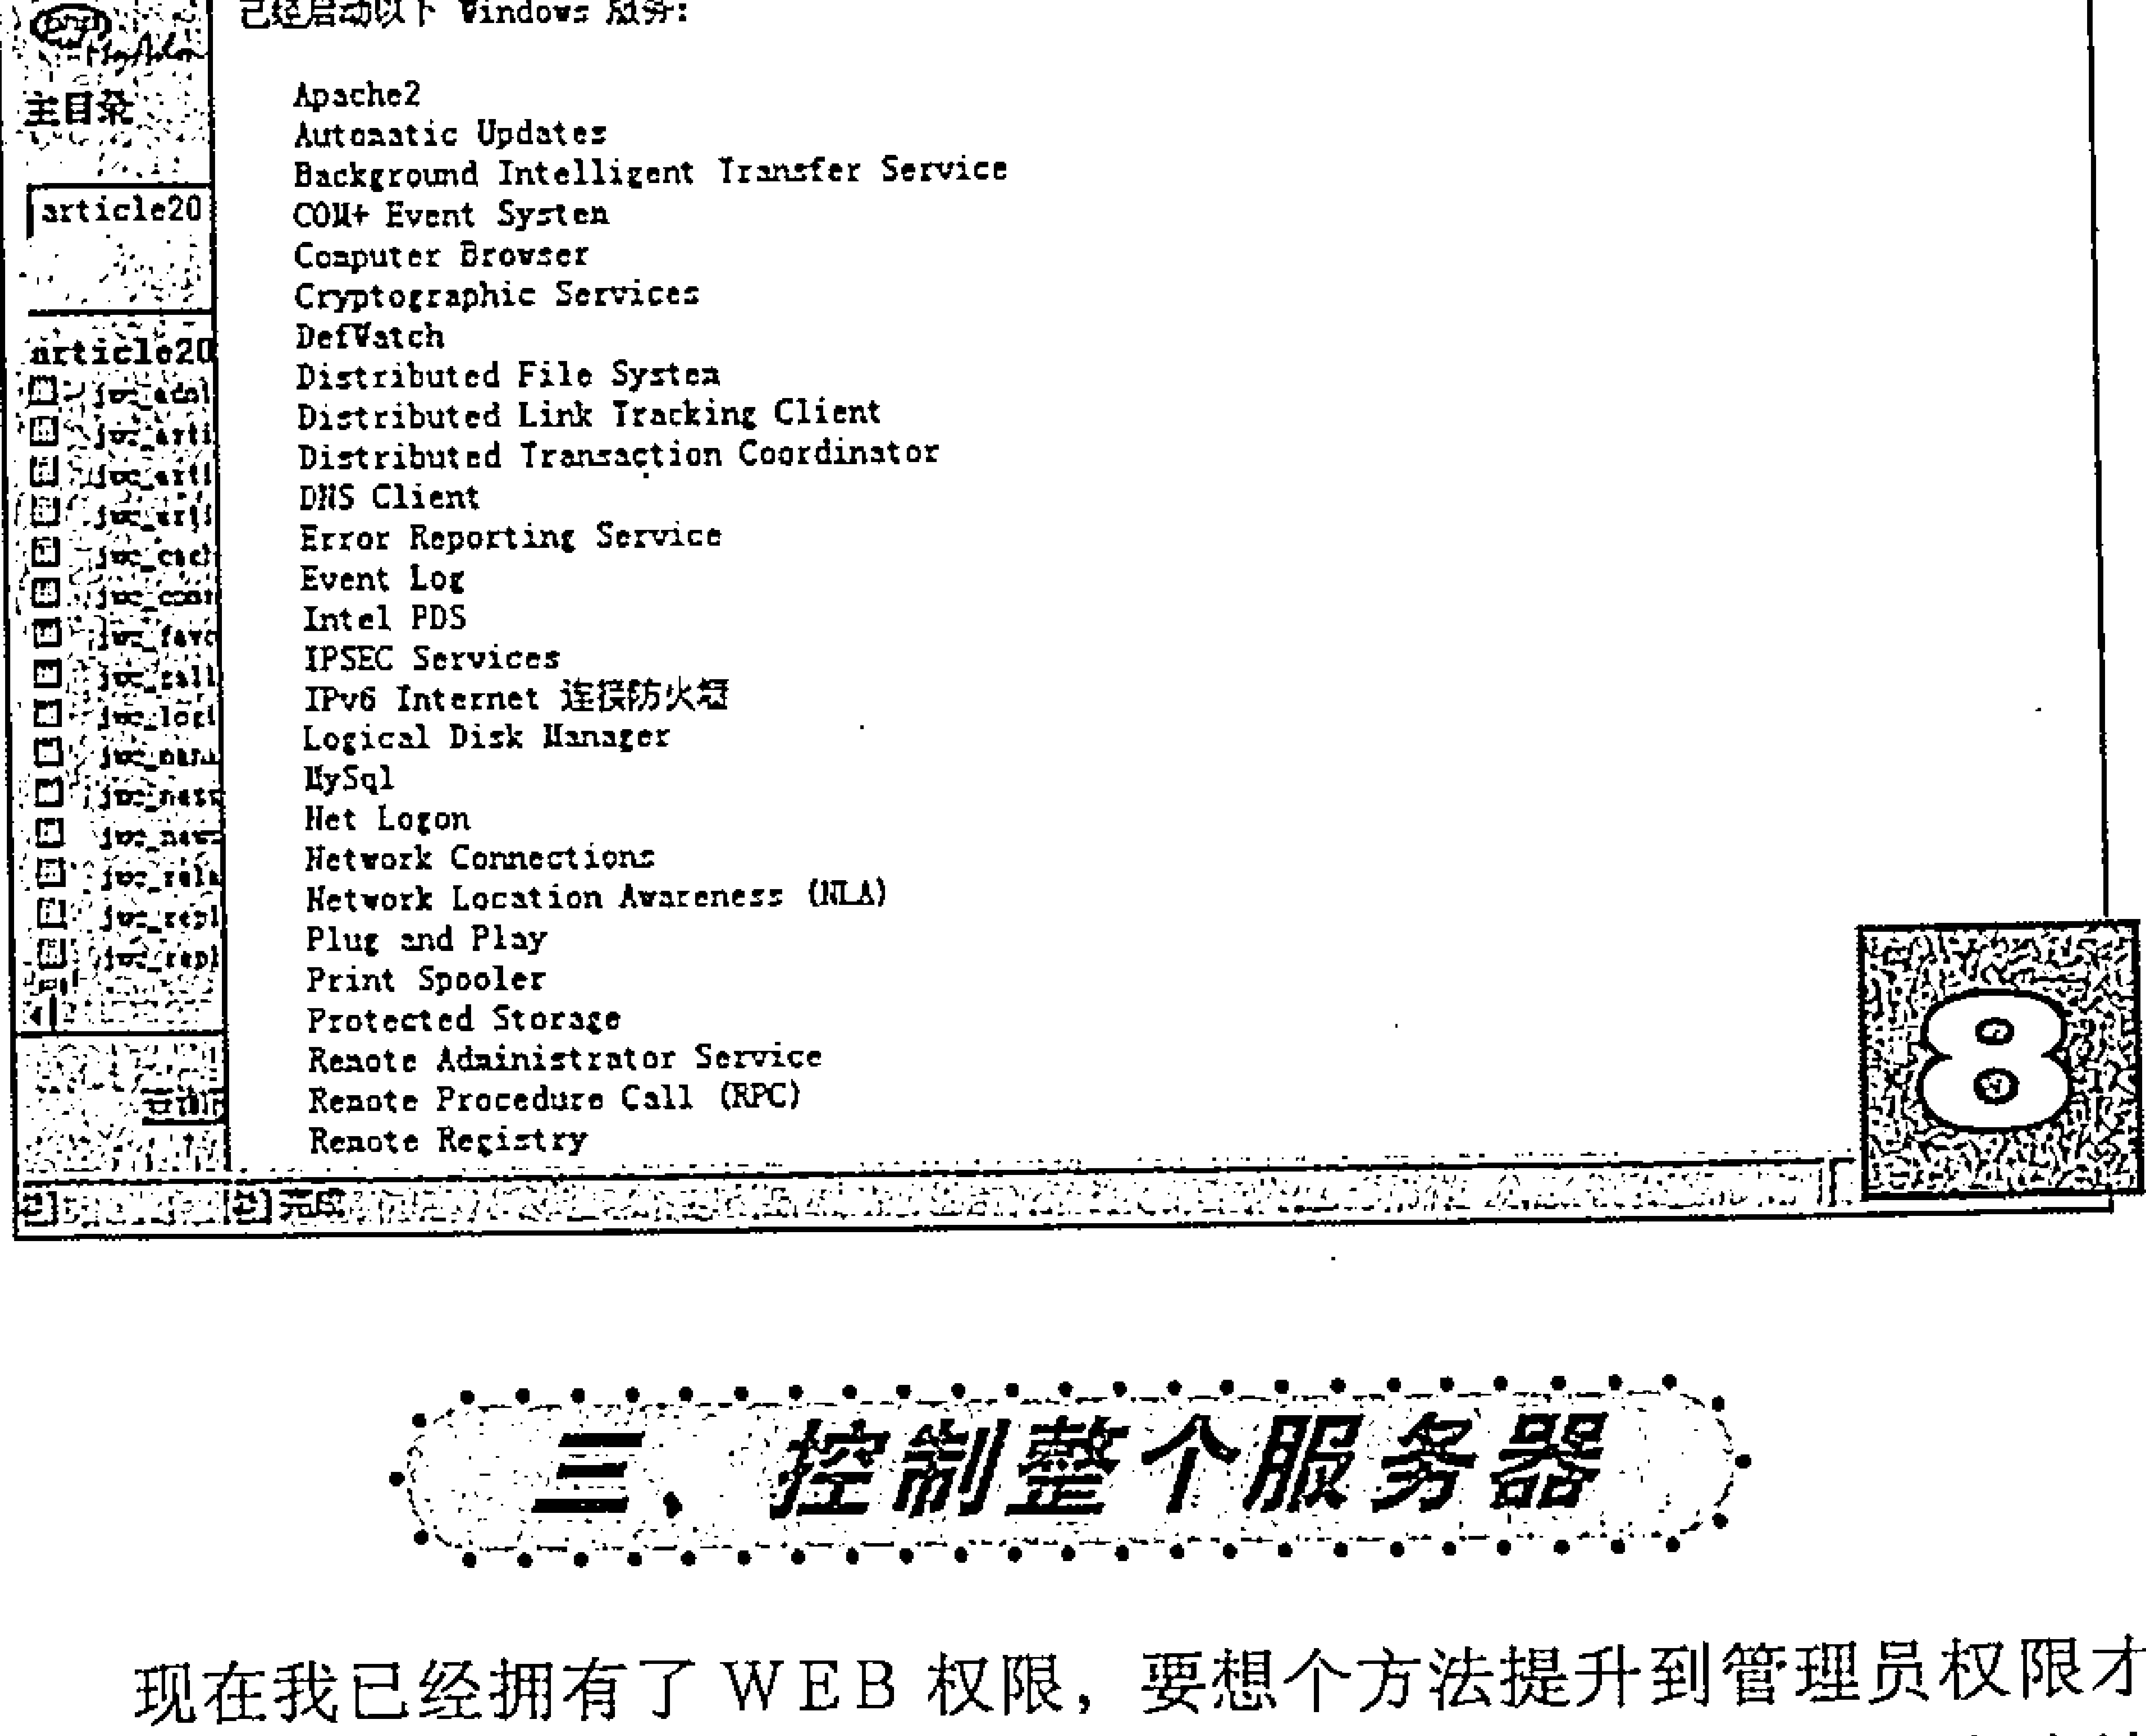 已经启动以下 Windows 服务:
主目录
article20
article20
Apache2
Automatic Updates
Background Intelligent Transfer Service
COM+ Event System
Computer Browser
Cryptographic Services
DefWatch
Distributed File System
Distributed Link Tracking Client
Distributed Transaction Coordinator
DNS Client
Error Reporting Service
Event Log
Intel PDS
IPSEC Services
IPv6 Internet 连接防火墙
Logical Disk Manager
MySql
Net Logon
Network Connections
Network Location Awareness (NLA)
Plug and Play
Print Spooler
Protected Storage
Remote Administrator Service
Remote Procedure Call (RPC)
Remote Registry
完成
8
三、控制整个服务器
现在我已经拥有了 WEB 权限，要想个方法提升到管理员权限才